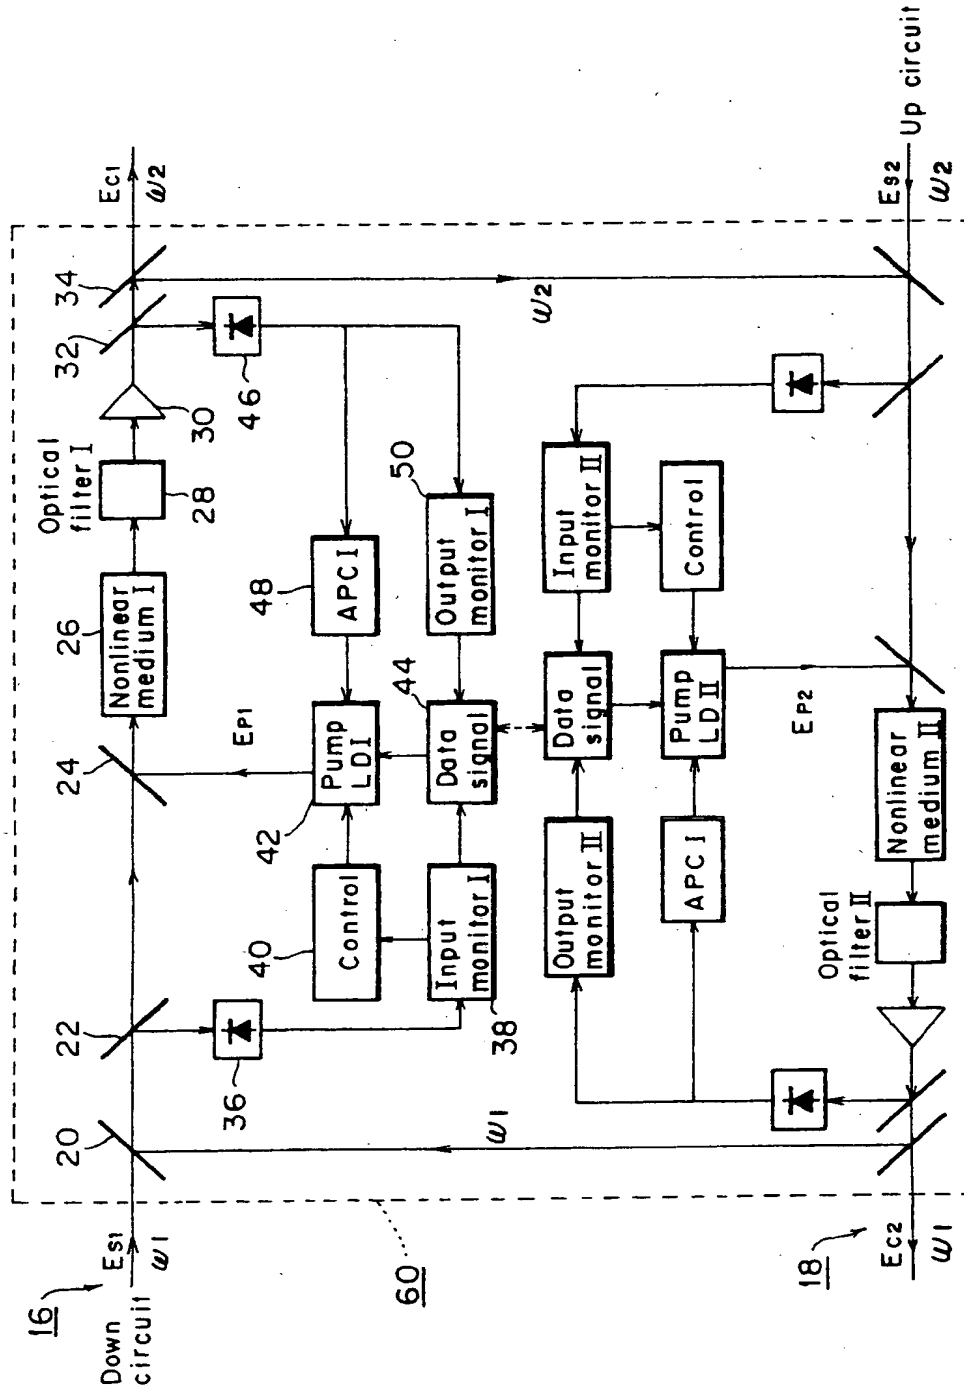 16
Down
circuit
Es1
ω1
20
22
24
26
Nonlinear
medium I
Optical
filter I
28
30
32
34
Ec1
ω2
36
46
EP1
40
Control
42
Pump
LD I
48
APC I
38
Input
monitor I
44
Data
signal
50
Output
monitor I
ω1
ω2
60
Output
monitor II
Data
signal
Input
monitor II
APC I
Pump
LD II
Control
EP2
18
Ec2
ω1
Optical
filter II
Nonlinear
medium II
Es2
ω2
Up circuit